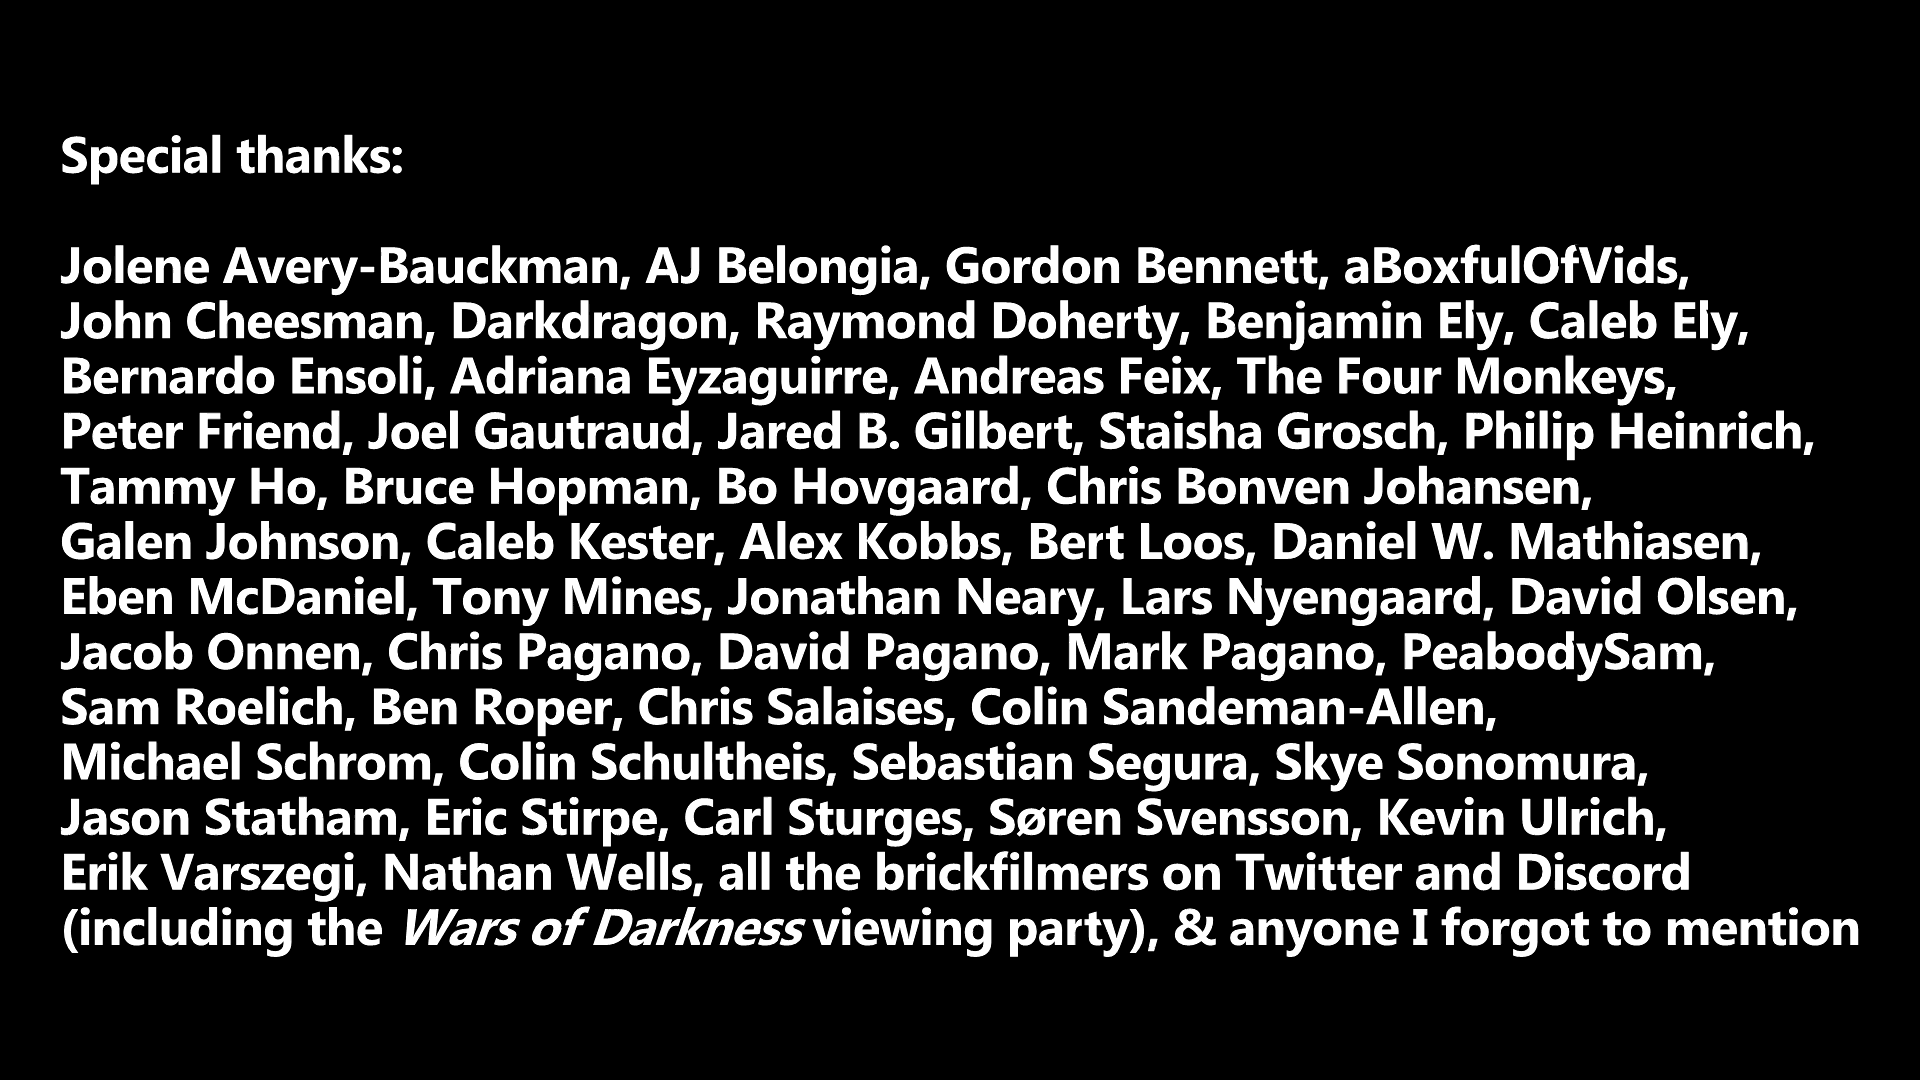 Special thanks:
Jolene Avery-Bauckman, AJ Belongia, Gordon Bennett, aBoxfulOfVids,
John Cheesman, Darkdragon, Raymond Doherty, Benjamin Ely, Caleb Ely,
Bernardo Ensoli, Adriana Eyzaguirre, Andreas Feix, The Four Monkeys,
Peter Friend, Joel Gautraud, Jared B. Gilbert, Staisha Grosch, Philip Heinrich,
Tammy Ho, Bruce Hopman, Bo Hovgaard, Chris Bonven Johansen,
Galen Johnson, Caleb Kester, Alex Kobbs, Bert Loos, Daniel W. Mathiasen,
Eben McDaniel, Tony Mines, Jonathan Neary, Lars Nyengaard, David Olsen,
Jacob Onnen, Chris Pagano, David Pagano, Mark Pagano, PeabodySam,
Sam Roelich, Ben Roper, Chris Salaises, Colin Sandeman-Allen,
Michael Schrom, Colin Schultheis, Sebastian Segura, Skye Sonomura,
Jason Statham, Eric Stirpe, Carl Sturges, Søren Svensson, Kevin Ulrich,
Erik Varszegi, Nathan Wells, all the brickfilmers on Twitter and Discord
(including the Wars of Darkness viewing party), & anyone I forgot to mention